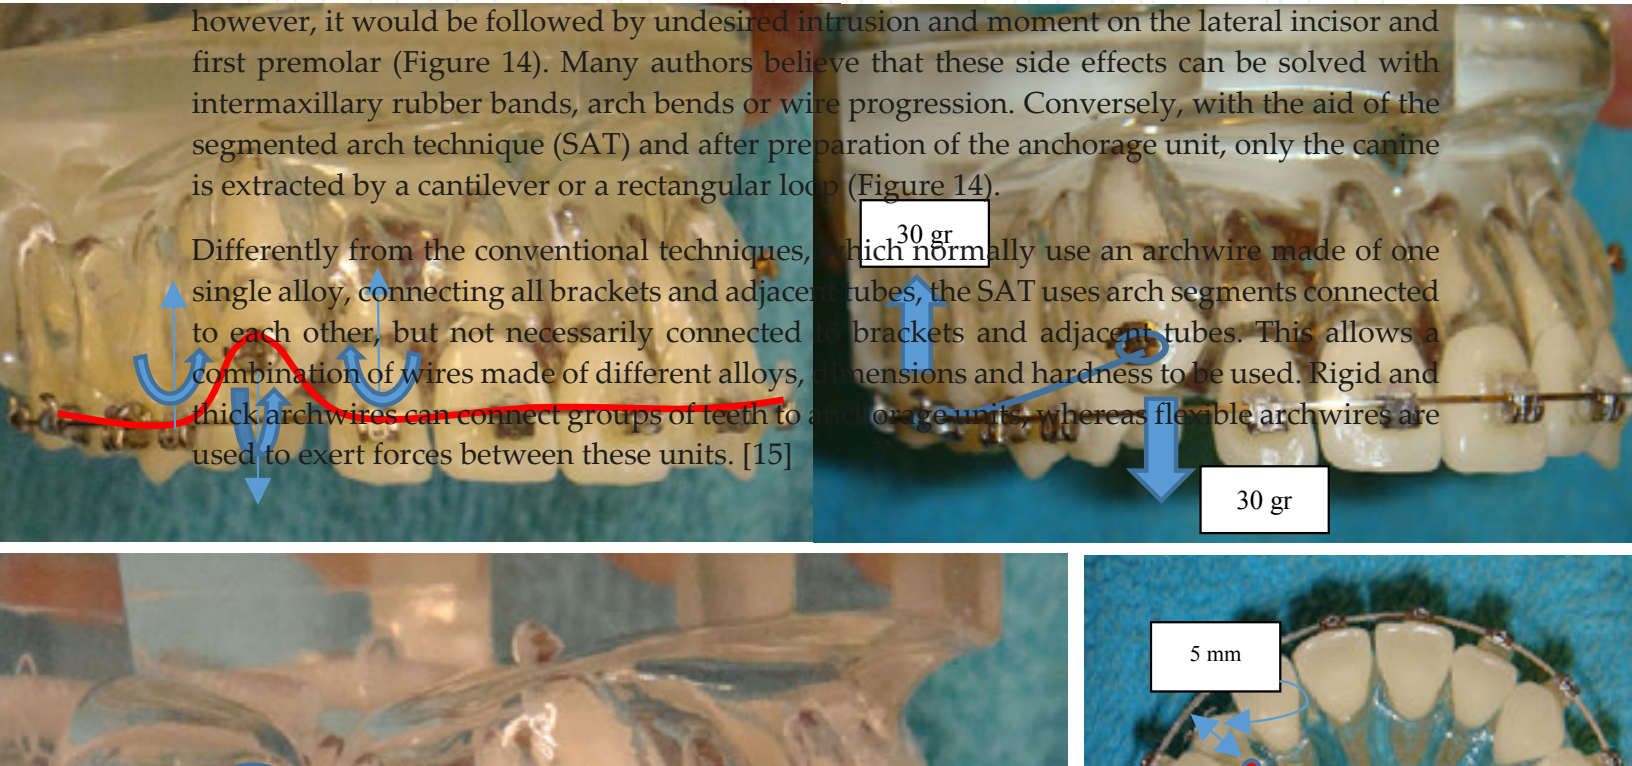 however, it would be followed by undesired intrusion and moment on the lateral incisor and
first premolar (Figure 14). Many authors believe that these side effects can be solved with
intermaxillary rubber bands, arch bends or wire progression. Conversely, with the aid of the
segmented arch technique (SAT) and after preparation of the anchorage unit, only the canine
is extracted by a cantilever or a rectangular loop (Figure 14).
30 gr
Differently from the conventional techniques, which normally use an archwire made of one
single alloy, connecting all brackets and adjacent tubes, the SAT uses arch segments connected
to each other, but not necessarily connected to brackets and adjacent tubes. This allows a
combination of wires made of different alloys, dimensions and hardness to be used. Rigid and
thick archwires can connect groups of teeth to anchorage units, whereas flexible archwires are
used to exert forces between these units. [15]
30 gr
5 mm